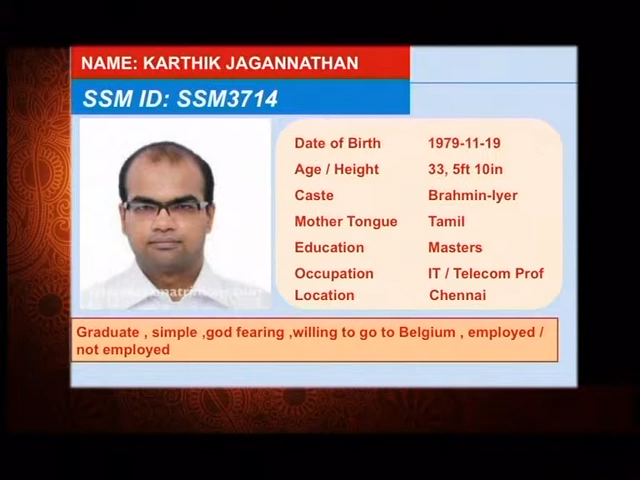 NAME: KARTHIK JAGANNATHAN
SSM ID: SSM3714
Date of Birth 1979-11-19
Age / Height 33, 5ft 10in
Caste Brahmin-Iyer
Mother Tongue Tamil
Education Masters
Occupation IT / Telecom Prof
Location Chennai
Graduate , simple ,god fearing ,willing to go to Belgium , employed /
not employed